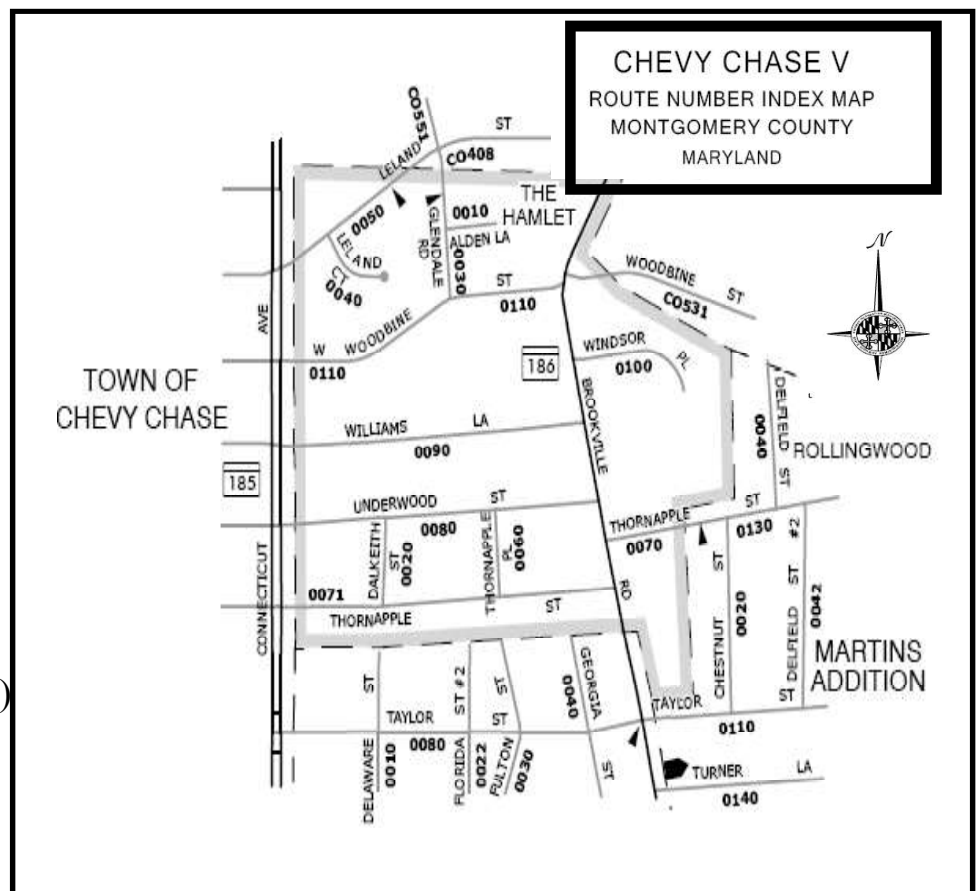 CHEVY CHASE V
ROUTE NUMBER INDEX MAP
MONTGOMERY COUNTY
MARYLAND
CO551
ST
LELAND
CO408
THE
HAMLET
0050
GLENDALE
RD
0030
0010
ALDEN LA
LELAND
CT
0040
N
WOODBINE
ST
CO531
ST
0110
AVE
W
WOODBINE
0110
186
WINDSOR
PL
0100
TOWN OF
CHEVY CHASE
BROOKVILLE
DELFIELD
ST
0040
ROLLINGWOOD
WILLIAMS
LA
0090
185
UNDERWOOD
ST
0080
THORNAPPLE
ST
0070
0130
#2
CONNECTICUT
DALKEITH
ST
0020
THORNAPPLE
PL
0060
CHESTNUT
ST
0020
DELFIELD
ST
0042
0071
THORNAPPLE
ST
RD
MARTINS
ADDITION
GEORGIA
0040
ST
TAYLOR
ST
0110
DELAWARE
ST
0010
TAYLOR
ST
0080
FLORIDA
ST #2
0022
FULTON
ST
0030
TURNER
LA
0140
)